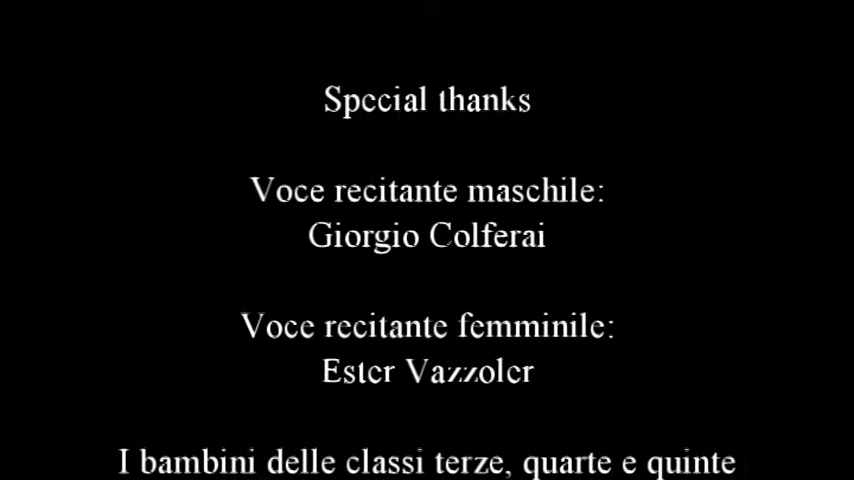 Special thanks
Voce recitante maschile:
Giorgio Colferai
Voce recitante femminile:
Ester Vazzoler
I bambini delle classi terze, quarte e quinte